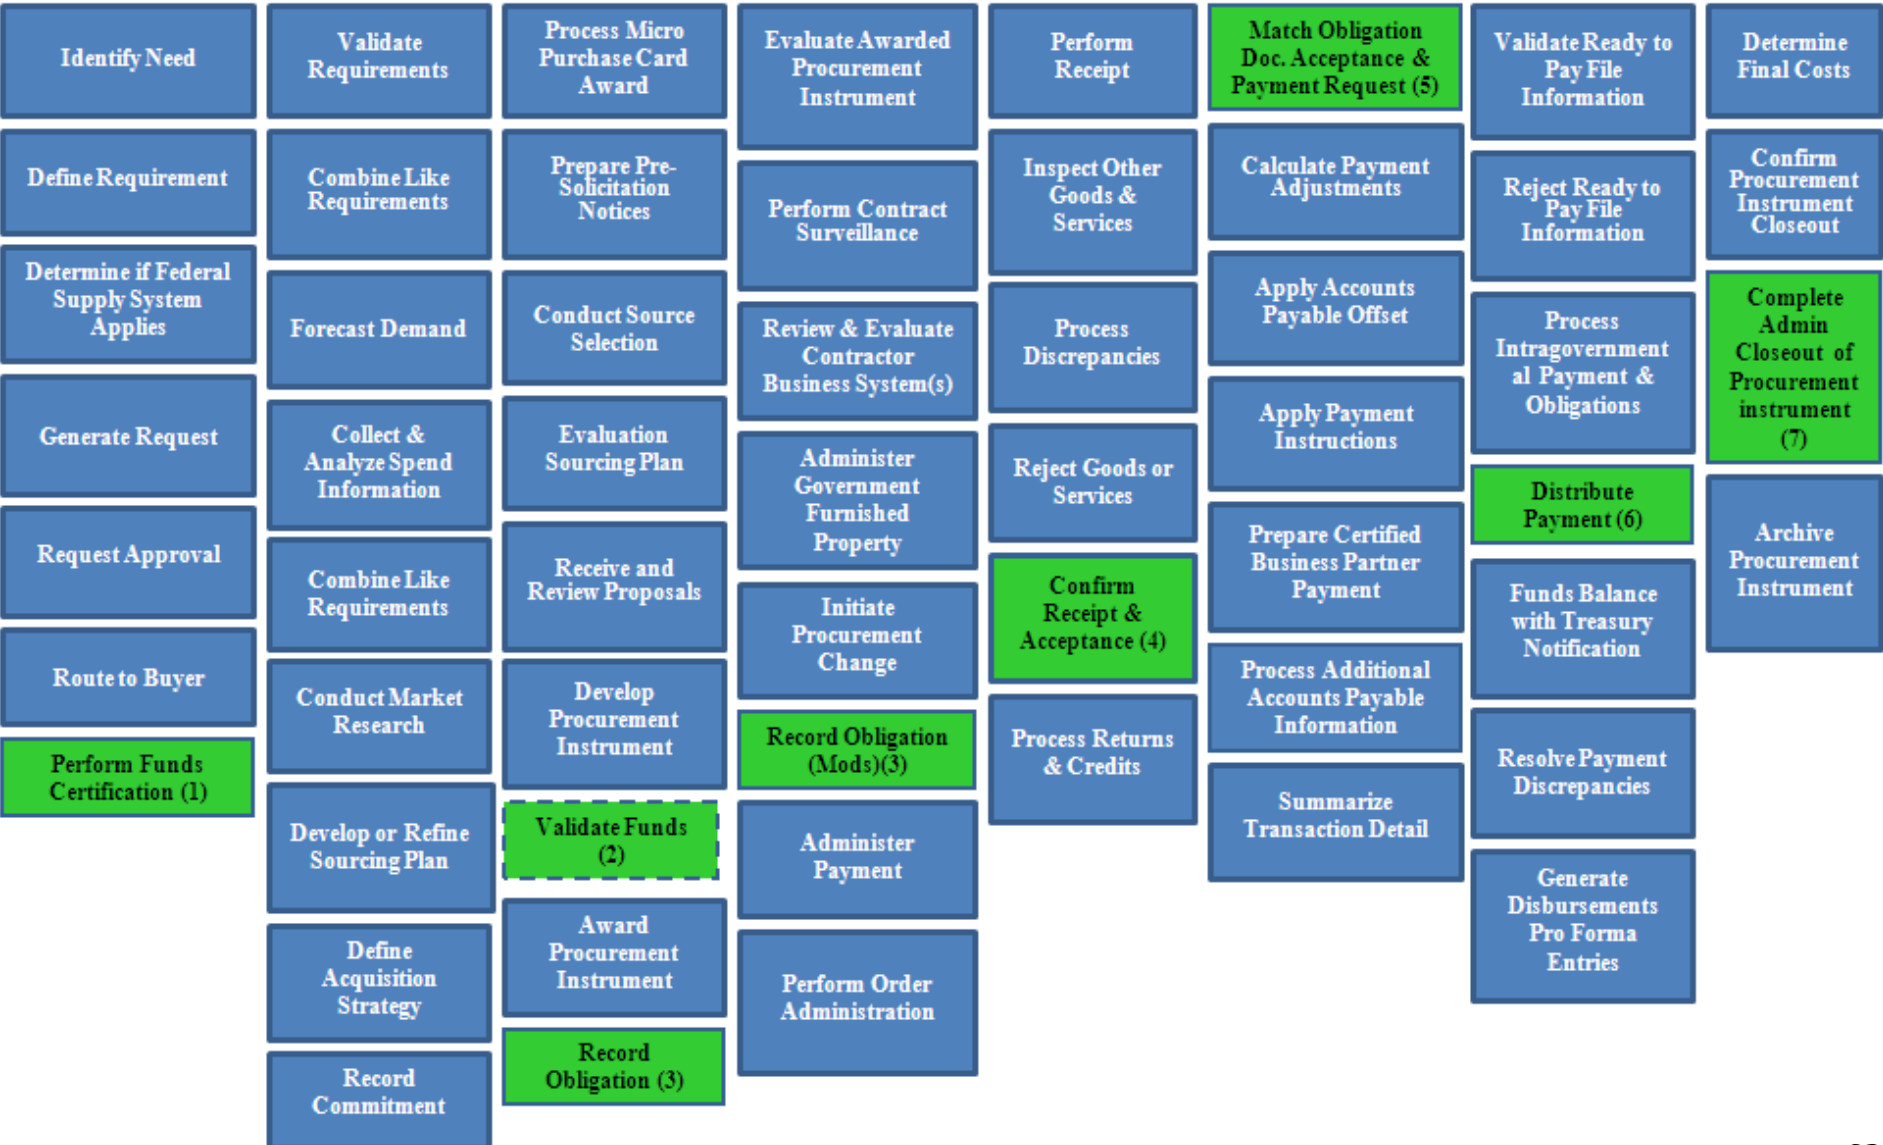 Identify Need
Define Requirement
Determine if Federal
Supply System
Applies
Generate Request
Request Approval
Route to Buyer
Perform Funds
Certification (1)
Validate
Requirements
Combine Like
Requirements
Forecast Demand
Collect &
Analyze Spend
Information
Combine Like
Requirements
Conduct Market
Research
Develop or Refine
Sourcing Plan
Define
Acquisition
Strategy
Record
Commitment
Process Micro
Purchase Card
Award
Prepare Pre-
Solicitation
Notices
Conduct Source
Selection
Evaluation
Sourcing Plan
Receive and
Review Proposals
Develop
Procurement
Instrument
Validate Funds
(2)
Award
Procurement
Instrument
Record
Obligation (3)
Evaluate Awarded
Procurement
Instrument
Perform Contract
Surveillance
Review & Evaluate
Contractor
Business System(s)
Administer
Government
Furnished
Property
Initiate
Procurement
Change
Record Obligation
(Mods)(3)
Administer
Payment
Perform Order
Administration
Perform
Receipt
Inspect Other
Goods &
Services
Process
Discrepancies
Reject Goods or
Services
Confirm
Receipt &
Acceptance (4)
Process Returns
& Credits
Match Obligation
Doc. Acceptance &
Payment Request (5)
Calculate Payment
Adjustments
Apply Accounts
Payable Offset
Apply Payment
Instructions
Prepare Certified
Business Partner
Payment
Process Additional
Accounts Payable
Information
Summarize
Transaction Detail
Validate Ready to
Pay File
Information
Reject Ready to
Pay File
Information
Process
Intragovernment
al Payment &
Obligations
Distribute
Payment (6)
Funds Balance
with Treasury
Notification
Resolve Payment
Discrepancies
Generate
Disbursements
Pro Forma
Entries
Determine
Final Costs
Confirm
Procurement
Instrument
Closeout
Complete
Admin
Closeout of
Procurement
instrument
(7)
Archive
Procurement
Instrument